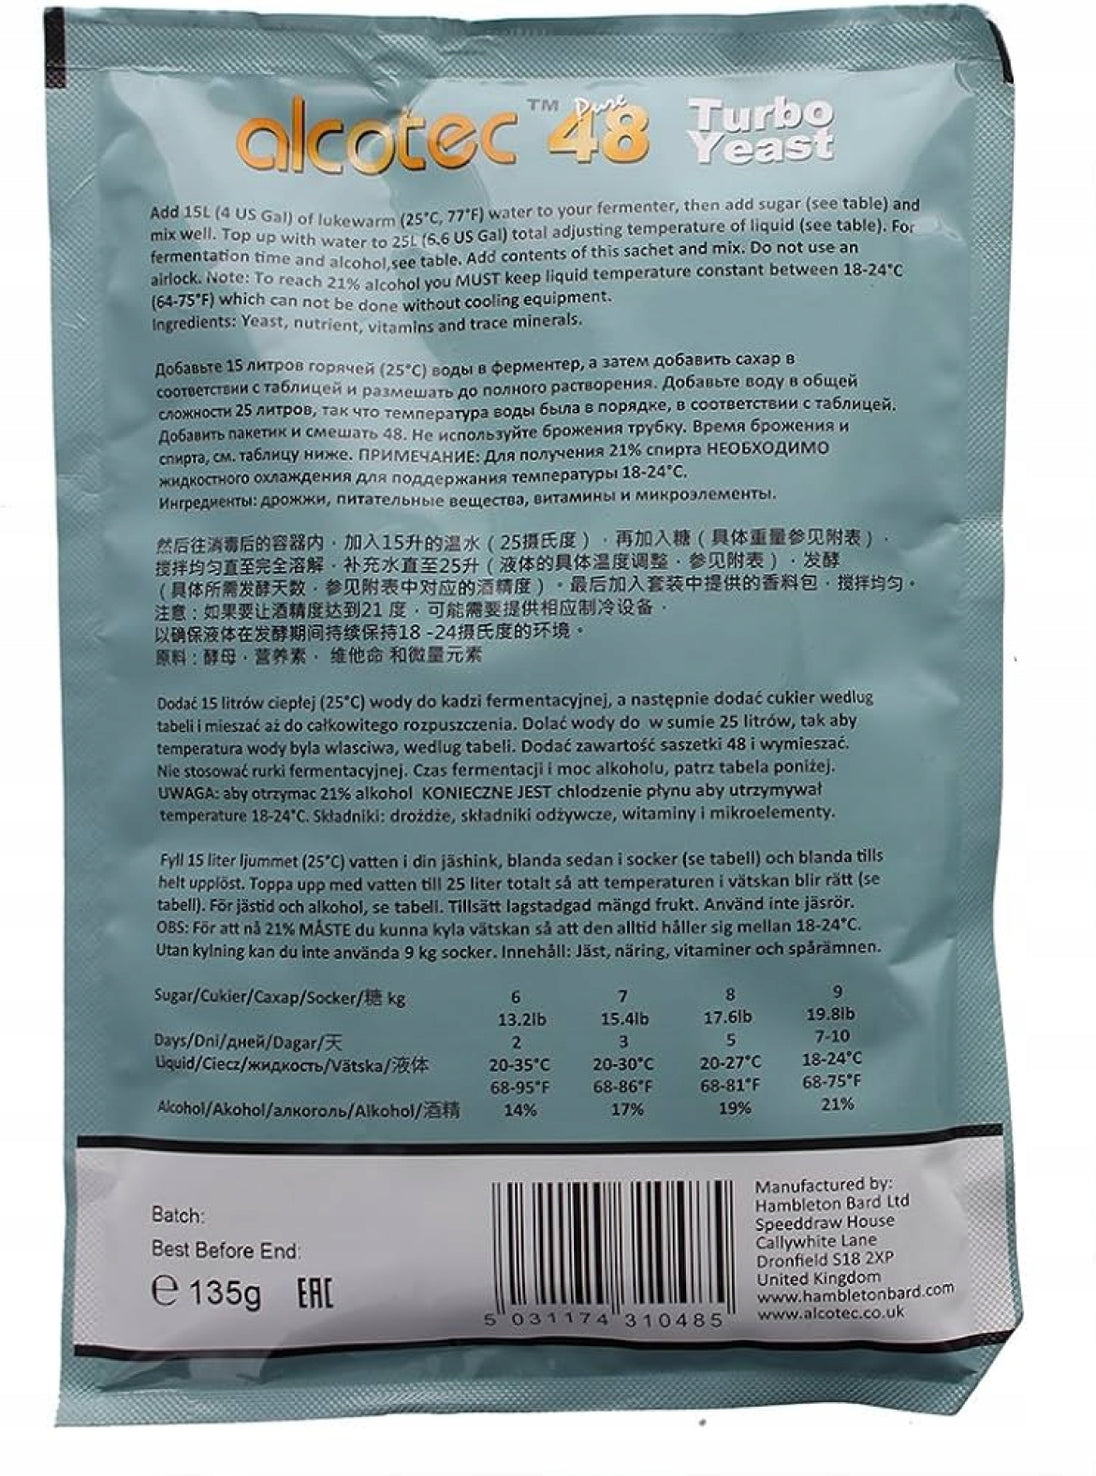 alcotec™ Pure 48 Turbo Yeast
Add 15L (4 US Gal) of lukewarm (25°C, 77°F) water to your fermenter, then add sugar (see table) and
mix well. Top up with water to 25L (6.6 US Gal) total adjusting temperature of liquid (see table). For
fermentation time and alcohol,see table. Add contents of this sachet and mix. Do not use an
airlock. Note: To reach 21% alcohol you MUST keep liquid temperature constant between 18-24°C
(64-75°F) which can not be done without cooling equipment.
Ingredients: Yeast, nutrient, vitamins and trace minerals.
Добавьте 15 литров горячей (25°C) воды в ферментер, а затем добавить сахар в
соответствии с таблицей и размешать до полного растворения. Добавьте воду в общей
сложности 25 литров, так что температура воды была в порядке, в соответствии с таблицей.
Добавить пакетик и смешать 48. Не используйте брожения трубку. Время брожения и
спирта, см. таблицу ниже. ПРИМЕЧАНИЕ: Для получения 21% спирта НЕОБХОДИМО
жидкостного охлаждения для поддержания температуры 18-24°C.
Ингредиенты: дрожжи, питательные вещества, витамины и микроэлементы.
然后往消毒后的容器内．加入15升的温水（25摄氏度）．再加入糖（具体重量参见附表）．
搅拌均匀直至完全溶解．补充水直至25升（液体的具体温度调整．参见附表）．发酵
（具体所需发酵天数．参见附表中对应的酒精度）。最后加入套装中提供的香料包．搅拌均匀。
注意：如果要让酒精度达到21 度．可能需要提供相应制冷设备．
以确保液体在发酵期间持续保持18 -24摄氏度的环境。
原料：酵母．营养素． 维他命 和微量元素
Dodać 15 litrów ciepłej (25°C) wody do kadzi fermentacyjnej, a następnie dodać cukier wedlug
tabeli i mieszać aż do całkowitego rozpuszczenia. Dolać wody do w sumie 25 litrów, tak aby
temperatura wody byla wlasciwa, wedlug tabeli. Dodać zawartość saszetki 48 i wymieszać.
Nie stosować rurki fermentacyjnej. Czas fermentacji i moc alkoholu, patrz tabela poniżej.
UWAGA: aby otrzymac 21% alkohol KONIECZNE JEST chlodzenie płynu aby utrzymywał
temperature 18-24°C. Składniki: drożdże, składniki odżywcze, witaminy i mikroelementy.
Fyll 15 liter ljummet (25°C) vatten i din jäshink, blanda sedan i socker (se tabell) och blanda tills
helt upplöst. Toppa upp med vatten till 25 liter totalt så att temperaturen i vätskan blir rätt (se
tabell). För jästid och alkohol, se tabell. Tillsätt lagstadgad mängd frukt. Använd inte jäsrör.
OBS: För att nå 21% MÅSTE du kunna kyla vätskan så att den alltid håller sig mellan 18-24°C.
Utan kylning kan du inte använda 9 kg socker. Innehåll: Jäst, näring, vitaminer och spårämnen.
Sugar/Cukier/Caxap/Socker/糖 kg 6 7 8 9
13.2lb 15.4lb 17.6lb 19.8lb
Days/Dni/дней/Dagar/天 2 3 5 7-10
Liquid/Ciecz/жидкость/Vätska/液体 20-35°C 20-30°C 20-27°C 18-24°C
68-95°F 68-86°F 68-81°F 68-75°F
Alcohol/Akohol/алкоголь/Alkohol/酒精 14% 17% 19% 21%
Batch:
Best Before End:
℮ 135g EAC
5 031174 310485
Manufactured by:
Hambleton Bard Ltd
Speeddraw House
Callywhite Lane
Dronfield S18 2XP
United Kingdom
www.hambletonbard.com
www.alcotec.co.uk